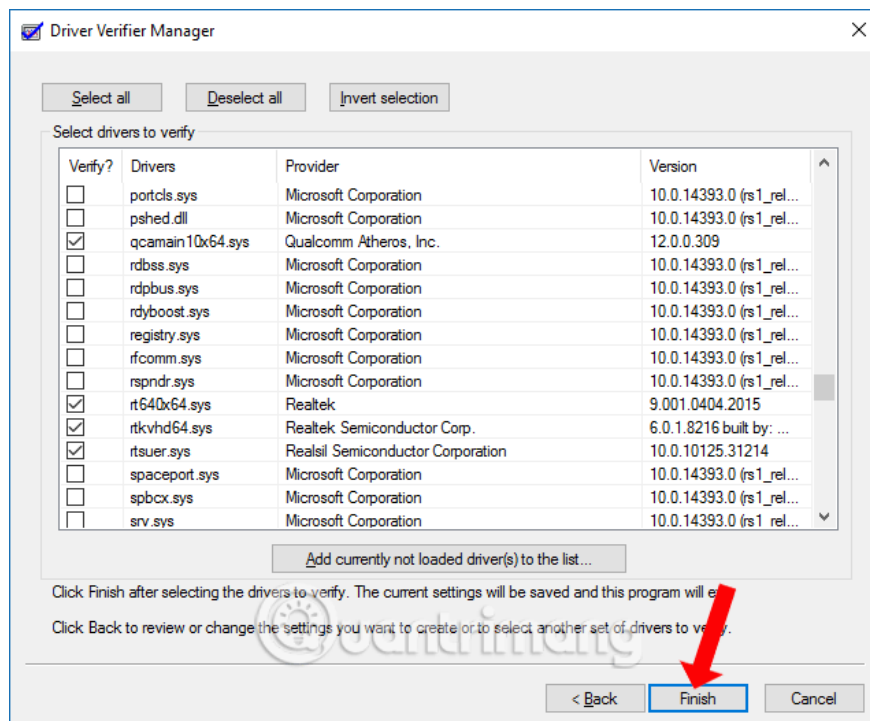 Driver Verifier Manager
Select all Deselect all Invert selection
Select drivers to verify
Verify? Drivers Provider Version
portcls.sys Microsoft Corporation 10.0.14393.0 (rs1_rel...
pshed.dll Microsoft Corporation 10.0.14393.0 (rs1_rel...
qcamain10x64.sys Qualcomm Atheros, Inc. 12.0.0.309
rdbss.sys Microsoft Corporation 10.0.14393.0 (rs1_rel...
rdpbus.sys Microsoft Corporation 10.0.14393.0 (rs1_rel...
rdyboost.sys Microsoft Corporation 10.0.14393.0 (rs1_rel...
registry.sys Microsoft Corporation 10.0.14393.0 (rs1_rel...
rfcomm.sys Microsoft Corporation 10.0.14393.0 (rs1_rel...
rspndr.sys Microsoft Corporation 10.0.14393.0 (rs1_rel...
rt640x64.sys Realtek 9.001.0404.2015
rtkvhd64.sys Realtek Semiconductor Corp. 6.0.1.8216 built by: ...
rtsuer.sys Realsil Semiconductor Corporation 10.0.10125.31214
spaceport.sys Microsoft Corporation 10.0.14393.0 (rs1_rel...
spbcx.sys Microsoft Corporation 10.0.14393.0 (rs1_rel...
srv.sys Microsoft Corporation 10.0.14393.0 (rs1_rel...
Add currently not loaded driver(s) to the list...
Click Finish after selecting the drivers to verify. The current settings will be saved and this program will
Click Back to review or change the settings you want to create or to select another set of drivers to verify.
Quantrimang
< Back Finish Cancel